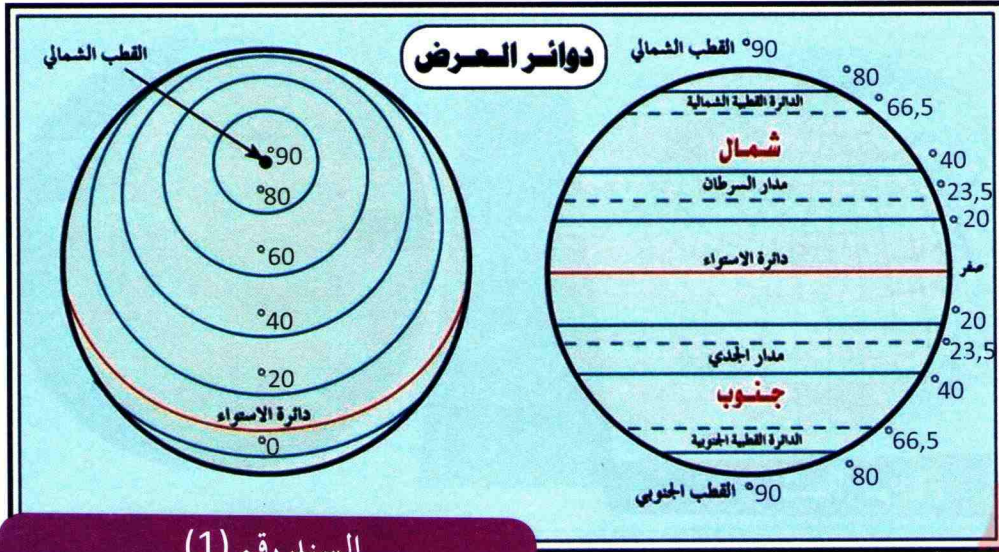 دوائر العرض
القطب الشمالي
°90
°80
°60
°40
°20
دائرة الاستواء
°0
°90 القطب الشمالي
°80
الدائرة القطبية الشمالية
°66,5
شمال
°40
مدار السرطان
°23,5
°20
دائرة الاستواء
صفر
°20
مدار الجدي
°23,5
°40
جنوب
الدائرة القطبية الجنوبية
°66,5
°80
°90 القطب الجنوبي
السند رقم (1)